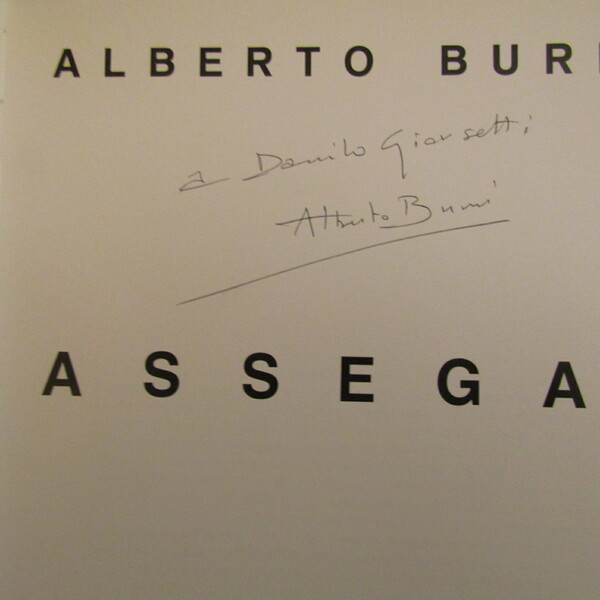 ALBERTO BUR
a Danilo Giorsetti
Alberto Burri
ASSEGA